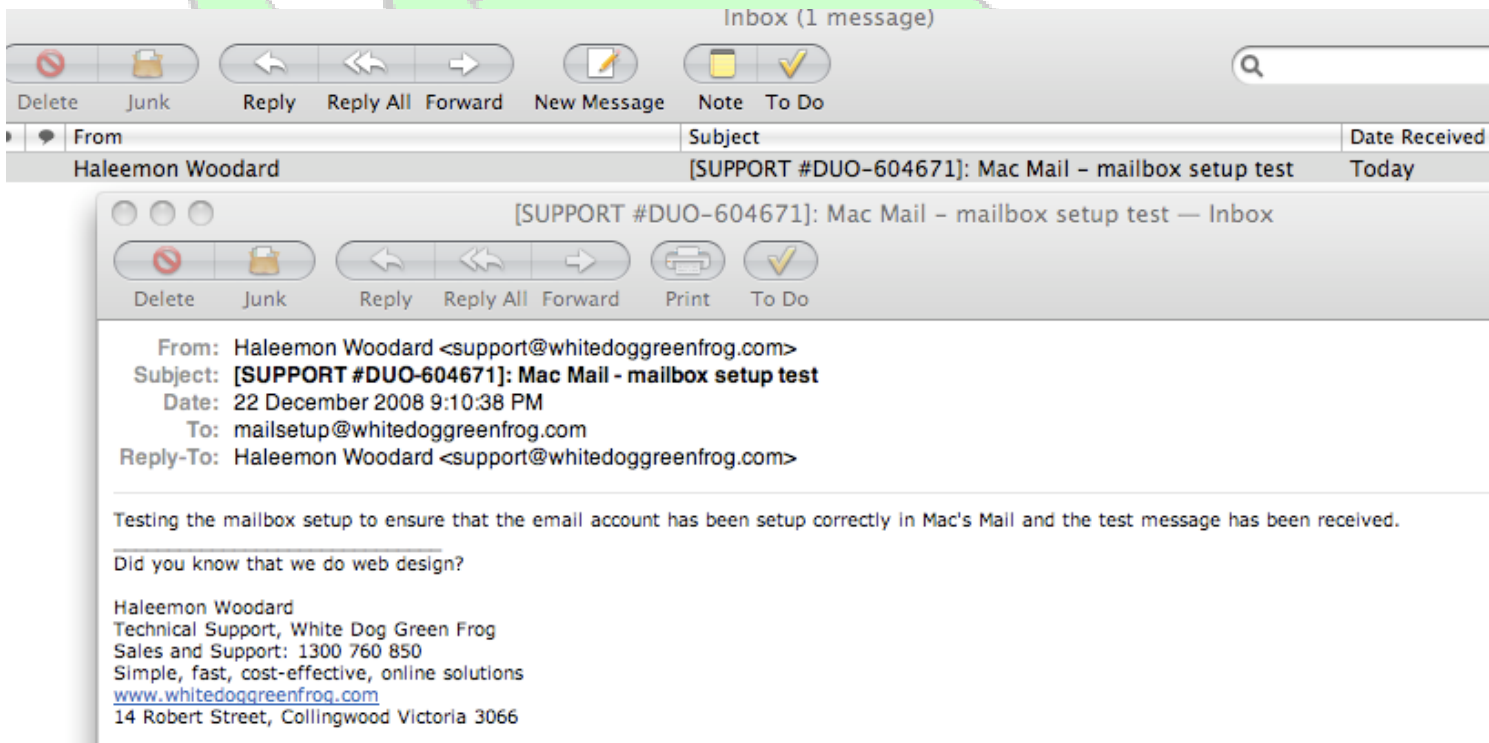 Inbox (1 message)
Delete Junk Reply Reply All Forward New Message Note To Do
From Subject Date Received
Haleemon Woodard [SUPPORT #DUO-604671]: Mac Mail – mailbox setup test Today
[SUPPORT #DUO-604671]: Mac Mail – mailbox setup test — Inbox
Delete Junk Reply Reply All Forward Print To Do
From: Haleemon Woodard <support@whitedoggreenfrog.com>
Subject: [SUPPORT #DUO-604671]: Mac Mail - mailbox setup test
Date: 22 December 2008 9:10:38 PM
To: mailsetup@whitedoggreenfrog.com
Reply-To: Haleemon Woodard <support@whitedoggreenfrog.com>
Testing the mailbox setup to ensure that the email account has been setup correctly in Mac's Mail and the test message has been received.
Did you know that we do web design?
Haleemon Woodard
Technical Support, White Dog Green Frog
Sales and Support: 1300 760 850
Simple, fast, cost-effective, online solutions
www.whitedoggreenfrog.com
14 Robert Street, Collingwood Victoria 3066